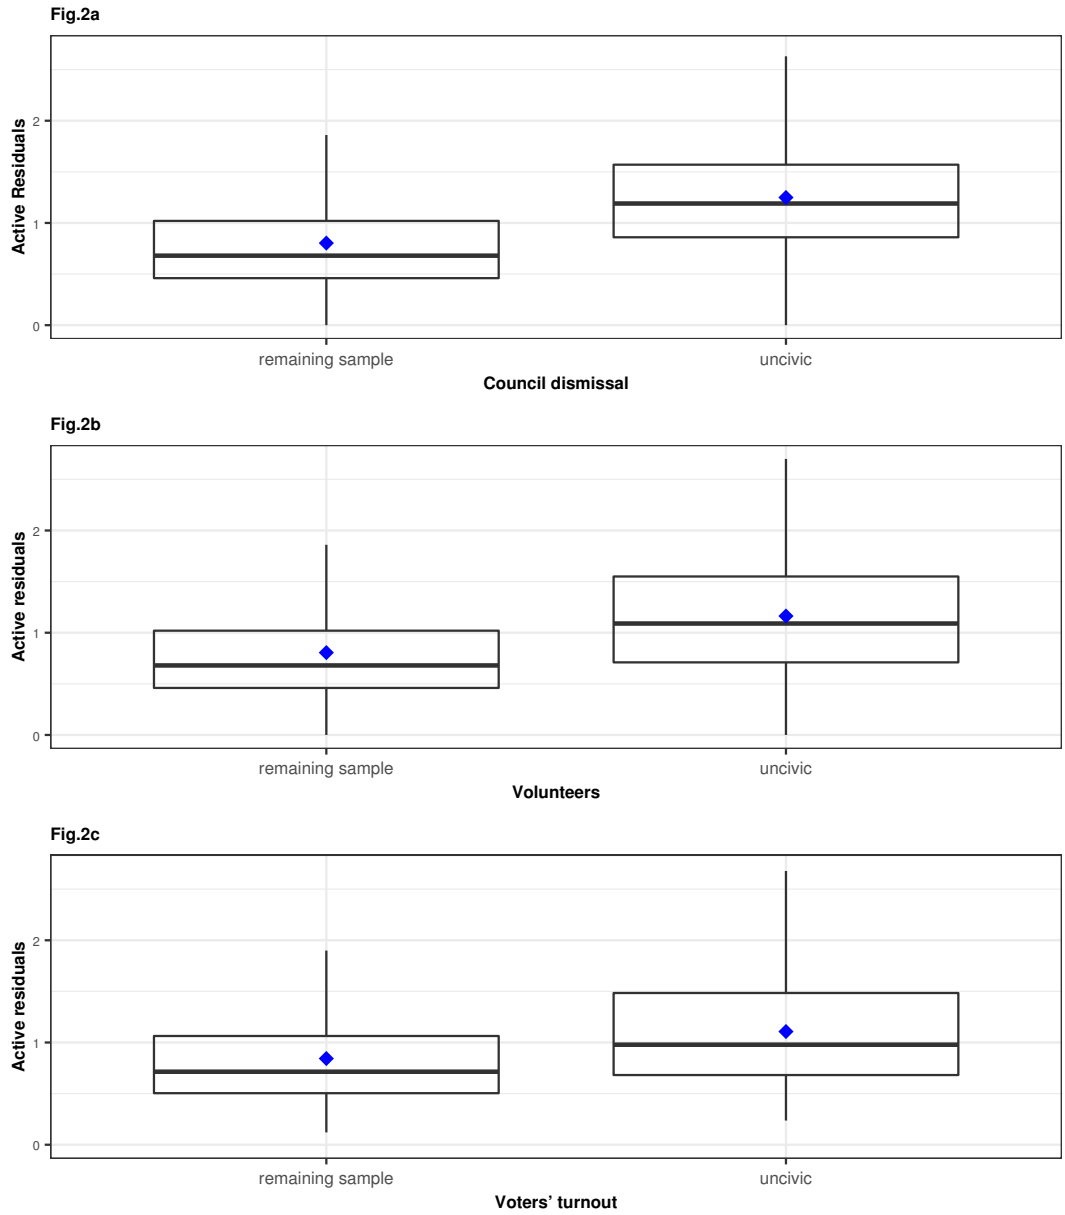 Fig.2a
Active Residuals
2
1
0
remaining sample uncivic
Council dismissal
Fig.2b
Active residuals
2
1
0
remaining sample uncivic
Volunteers
Fig.2c
Active residuals
2
1
0
remaining sample uncivic
Voters’ turnout